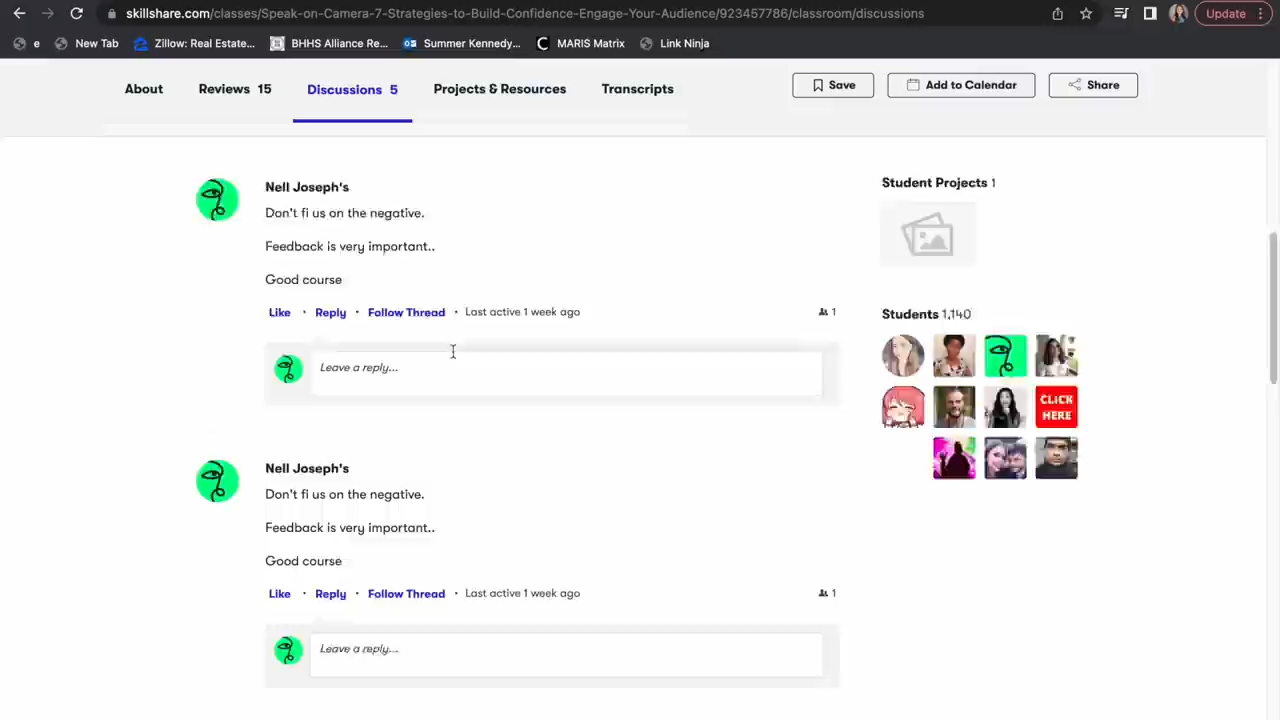 skillshare.com/classes/Speak-on-Camera-7-Strategies-to-Build-Confidence-Engage-Your-Audience/923457786/classroom/discussions
Update
e
New Tab
Zillow: Real Estate...
BHHS Alliance Re...
Summer Kennedy...
MARIS Matrix
Link Ninja
About
Reviews 15
Discussions 5
Projects & Resources
Transcripts
Save
Add to Calendar
Share
Nell Joseph's
Don't fi us on the negative.
Feedback is very important..
Good course
Like · Reply · Follow Thread · Last active 1 week ago
1
Leave a reply...
Nell Joseph's
Don't fi us on the negative.
Feedback is very important..
Good course
Like · Reply · Follow Thread · Last active 1 week ago
1
Leave a reply...
Student Projects 1
Students 1,140
CLICK
HERE